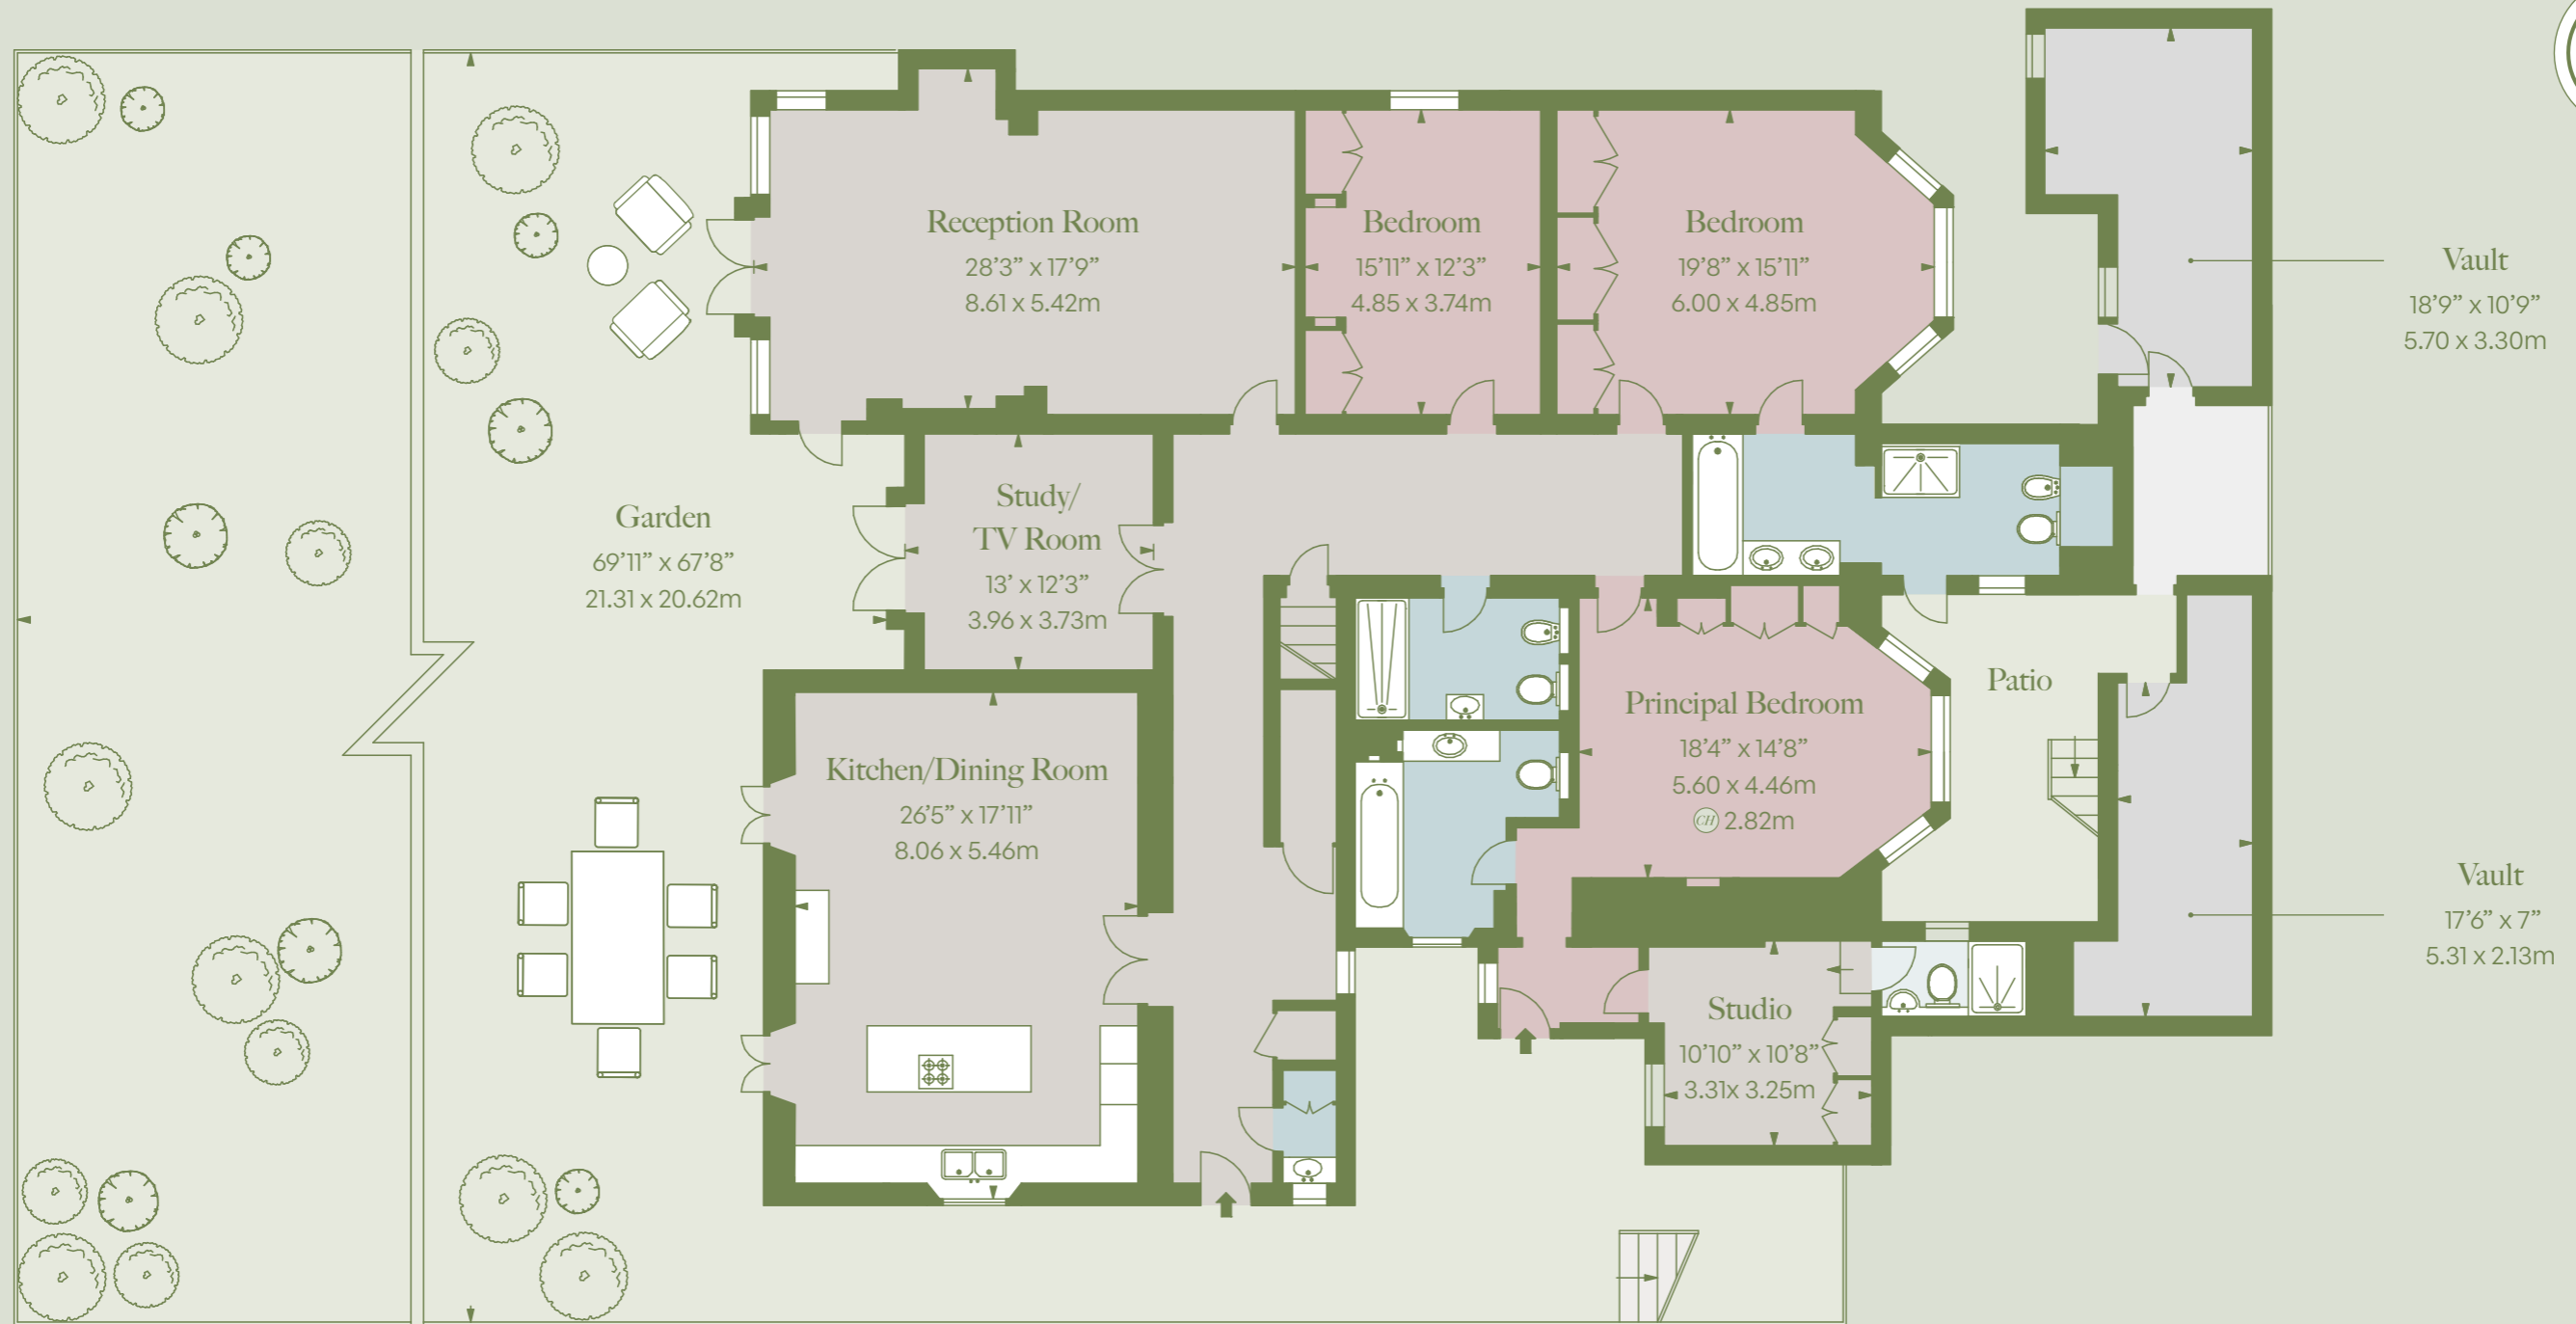 Reception Room
28’3” x 17’9”
8.61 x 5.42m
Bedroom
15’11” x 12’3”
4.85 x 3.74m
Bedroom
19’8” x 15’11”
6.00 x 4.85m
Vault
18’9” x 10’9”
5.70 x 3.30m
Garden
69’11” x 67’8”
21.31 x 20.62m
Study/
TV Room
13’ x 12’3”
3.96 x 3.73m
Kitchen/Dining Room
26’5” x 17’11”
8.06 x 5.46m
Principal Bedroom
18’4” x 14’8”
5.60 x 4.46m
CH 2.82m
Patio
Vault
17’6” x 7”
5.31 x 2.13m
Studio
10’10” x 10’8”
3.31x 3.25m